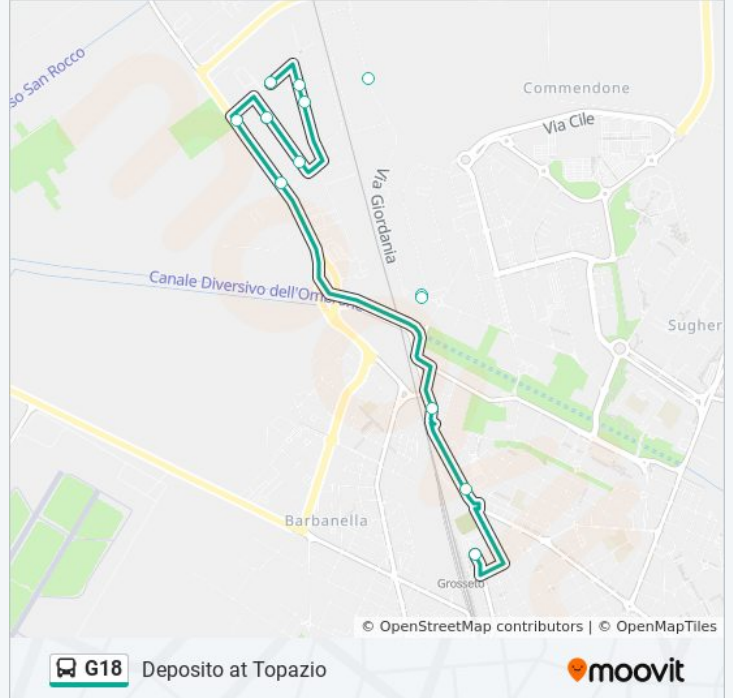 so San Rocco
Commendone
Via Cile
Via Giordania
Canale Diversivo dell'Ombrone
Sugher
Barbanella
Grosseto
© OpenStreetMap contributors | © OpenMapTiles
G18 Deposito at Topazio
moovit